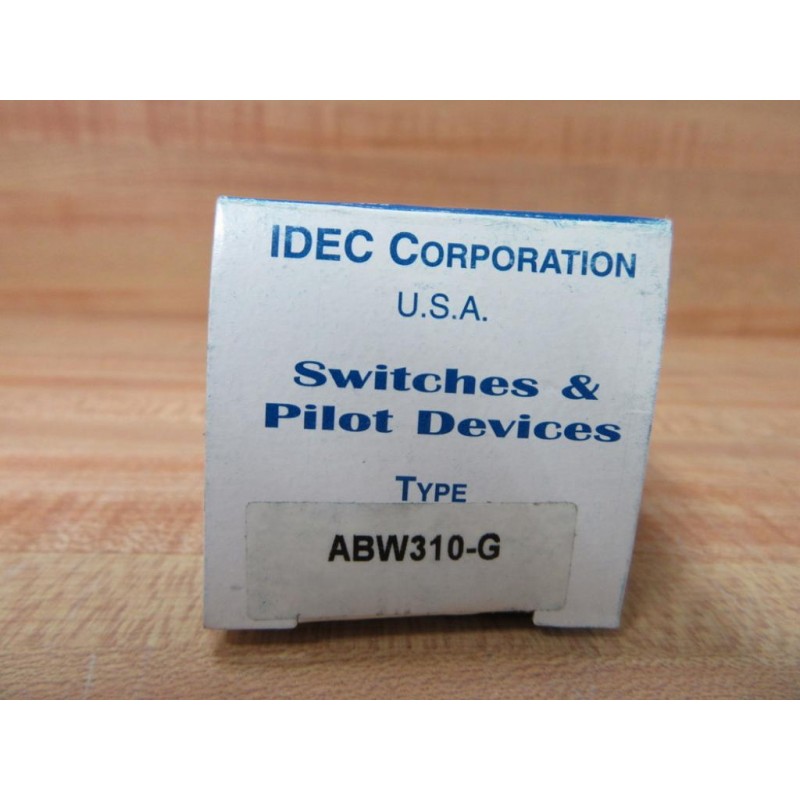 IDEC CORPORATION
U.S.A.
Switches &
Pilot Devices
TYPE
ABW310-G